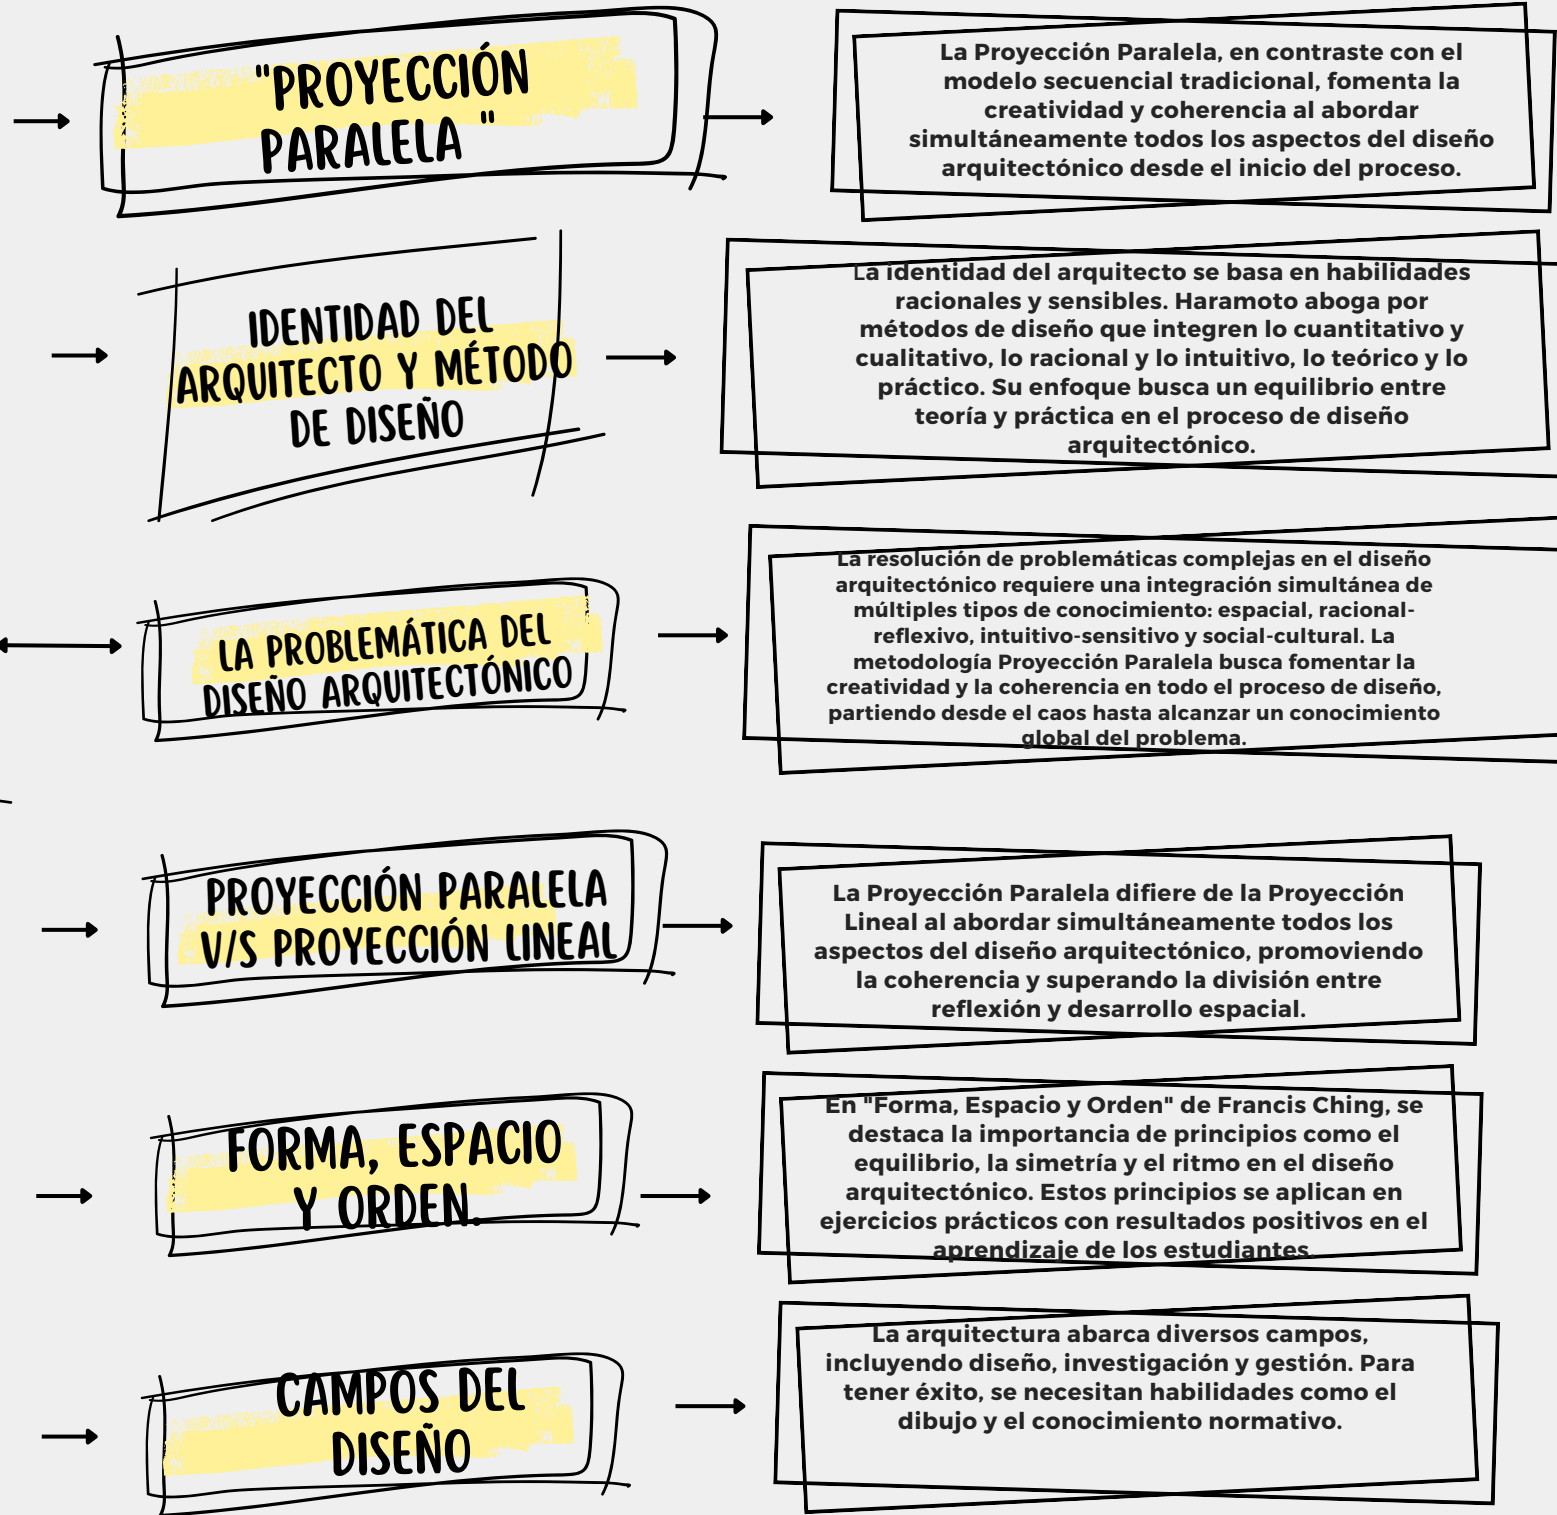 "PROYECCIÓN
PARALELA "
La Proyección Paralela, en contraste con el
modelo secuencial tradicional, fomenta la
creatividad y coherencia al abordar
simultáneamente todos los aspectos del diseño
arquitectónico desde el inicio del proceso.
IDENTIDAD DEL
ARQUITECTO Y MÉTODO
DE DISEÑO
La identidad del arquitecto se basa en habilidades
racionales y sensibles. Haramoto aboga por
métodos de diseño que integren lo cuantitativo y
cualitativo, lo racional y lo intuitivo, lo teórico y lo
práctico. Su enfoque busca un equilibrio entre
teoría y práctica en el proceso de diseño
arquitectónico.
LA PROBLEMÁTICA DEL
DISEÑO ARQUITECTÓNICO
La resolución de problemáticas complejas en el diseño
arquitectónico requiere una integración simultánea de
múltiples tipos de conocimiento: espacial, racional-
reflexivo, intuitivo-sensitivo y social-cultural. La
metodología Proyección Paralela busca fomentar la
creatividad y la coherencia en todo el proceso de diseño,
partiendo desde el caos hasta alcanzar un conocimiento
global del problema.
PROYECCIÓN PARALELA
V/S PROYECCIÓN LINEAL
La Proyección Paralela difiere de la Proyección
Lineal al abordar simultáneamente todos los
aspectos del diseño arquitectónico, promoviendo
la coherencia y superando la división entre
reflexión y desarrollo espacial.
FORMA, ESPACIO
Y ORDEN.
En "Forma, Espacio y Orden" de Francis Ching, se
destaca la importancia de principios como el
equilibrio, la simetría y el ritmo en el diseño
arquitectónico. Estos principios se aplican en
ejercicios prácticos con resultados positivos en el
aprendizaje de los estudiantes.
CAMPOS DEL
DISEÑO
La arquitectura abarca diversos campos,
incluyendo diseño, investigación y gestión. Para
tener éxito, se necesitan habilidades como el
dibujo y el conocimiento normativo.